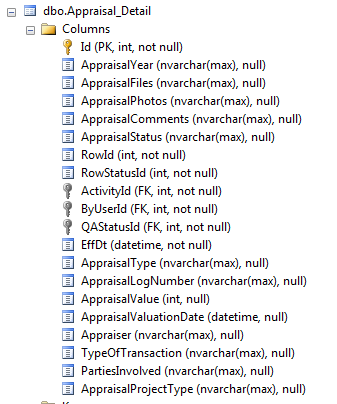 dbo.Appraisal_Detail
Columns
Id (PK, int, not null)
AppraisalYear (nvarchar(max), null)
AppraisalFiles (nvarchar(max), null)
AppraisalPhotos (nvarchar(max), null)
AppraisalComments (nvarchar(max), null)
AppraisalStatus (nvarchar(max), null)
RowId (int, not null)
RowStatusId (int, not null)
ActivityId (FK, int, not null)
ByUserId (FK, int, not null)
QAStatusId (FK, int, not null)
EffDt (datetime, not null)
AppraisalType (nvarchar(max), null)
AppraisalLogNumber (nvarchar(max), null)
AppraisalValue (int, null)
AppraisalValuationDate (datetime, null)
Appraiser (nvarchar(max), null)
TypeOfTransaction (nvarchar(max), null)
PartiesInvolved (nvarchar(max), null)
AppraisalProjectType (nvarchar(max), null)